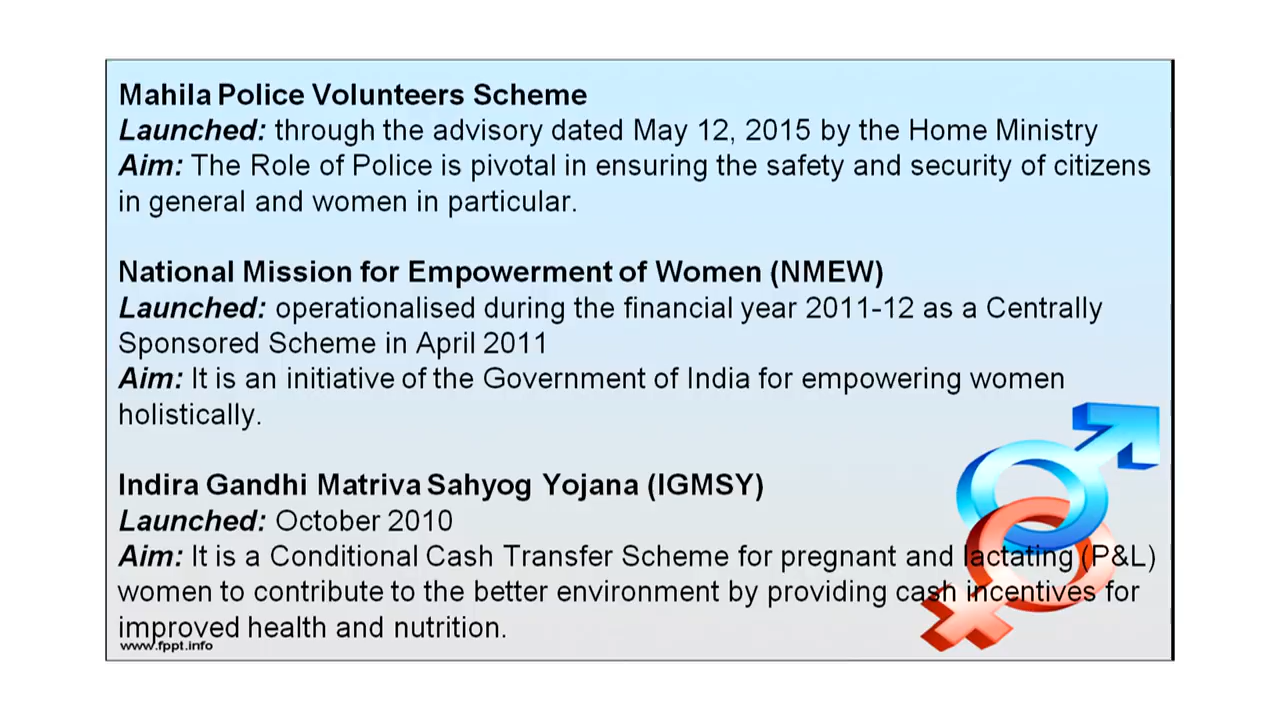 Mahila Police Volunteers Scheme
Launched: through the advisory dated May 12, 2015 by the Home Ministry
Aim: The Role of Police is pivotal in ensuring the safety and security of citizens
in general and women in particular.
National Mission for Empowerment of Women (NMEW)
Launched: operationalised during the financial year 2011-12 as a Centrally
Sponsored Scheme in April 2011
Aim: It is an initiative of the Government of India for empowering women
holistically.
Indira Gandhi Matriva Sahyog Yojana (IGMSY)
Launched: October 2010
Aim: It is a Conditional Cash Transfer Scheme for pregnant and lactating (P&L)
women to contribute to the better environment by providing cash incentives for
improved health and nutrition.
www.fppt.info